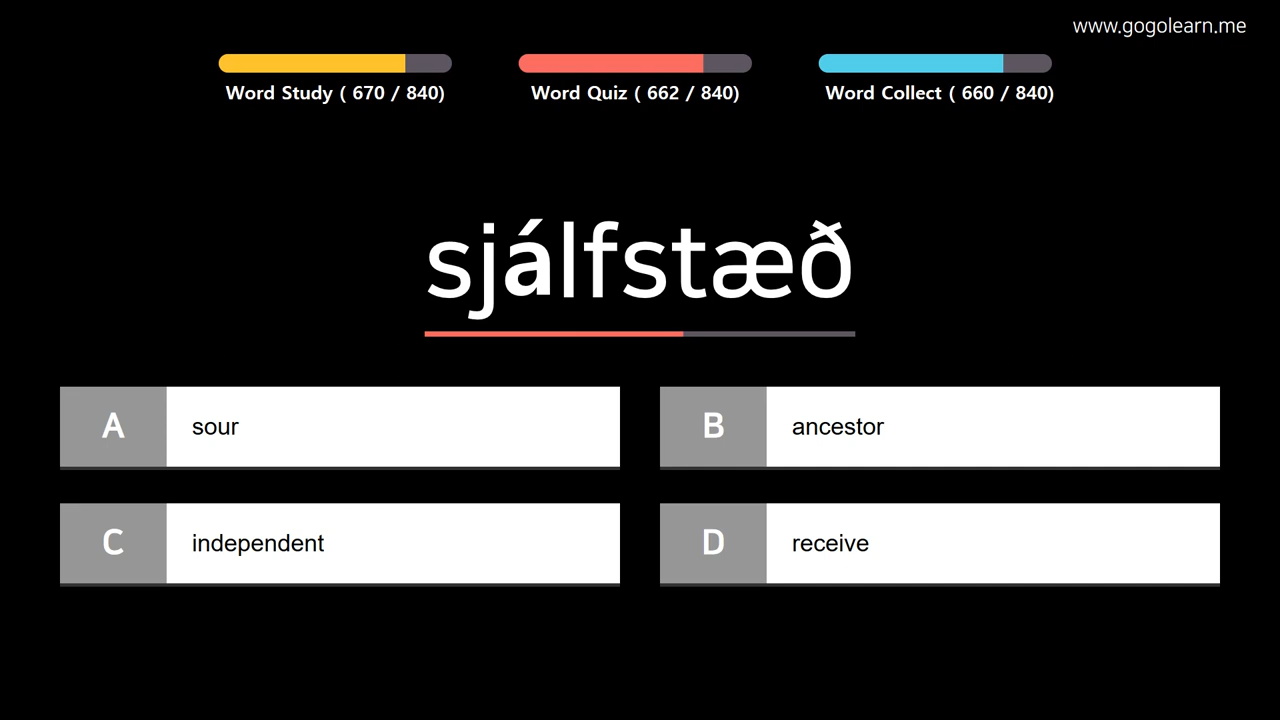 www.gogolearn.me
Word Study ( 670 / 840)
Word Quiz ( 662 / 840)
Word Collect ( 660 / 840)
sjálfstæð
A sour
B ancestor
C independent
D receive